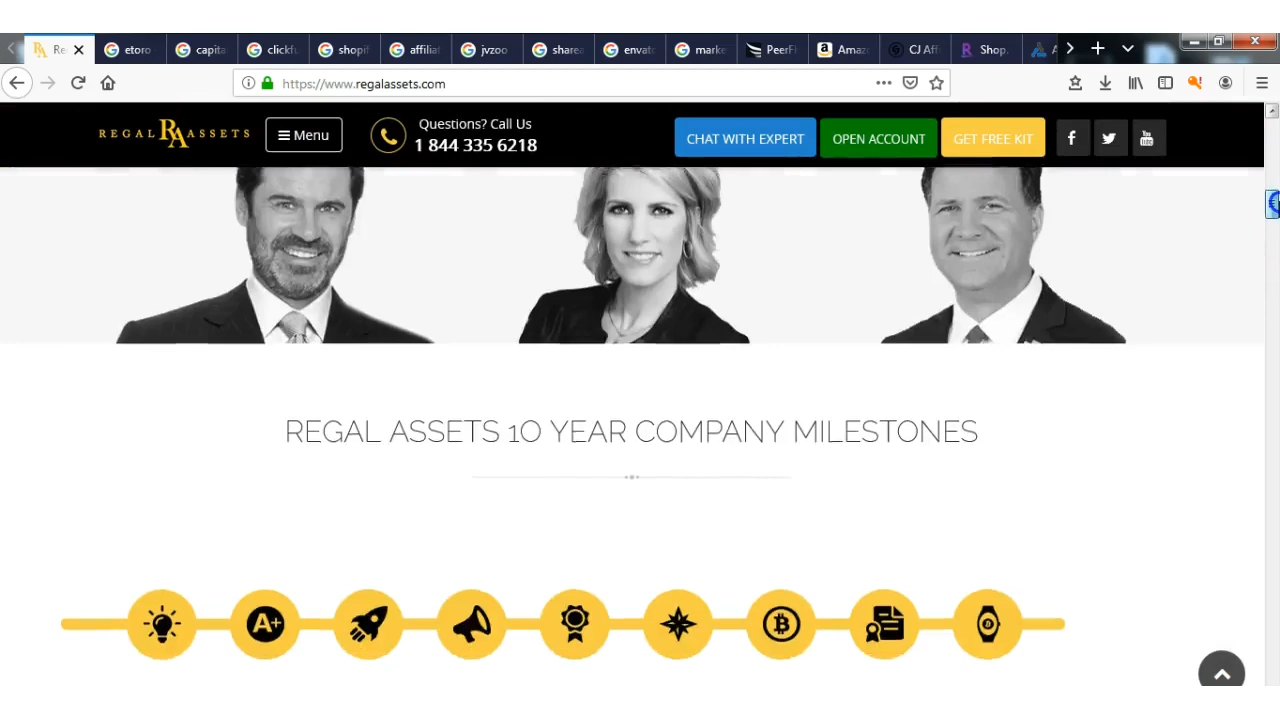 Re
etoro
capita
clickfu
shopif
affiliat
jvzoo
sharea
envato
marke
PeerFl
Amaz
CJ Aff
Shop.
A
https://www.regalassets.com
REGAL RA ASSETS
Menu
Questions? Call Us
1 844 335 6218
CHAT WITH EXPERT
OPEN ACCOUNT
GET FREE KIT
REGAL ASSETS 10 YEAR COMPANY MILESTONES
A+